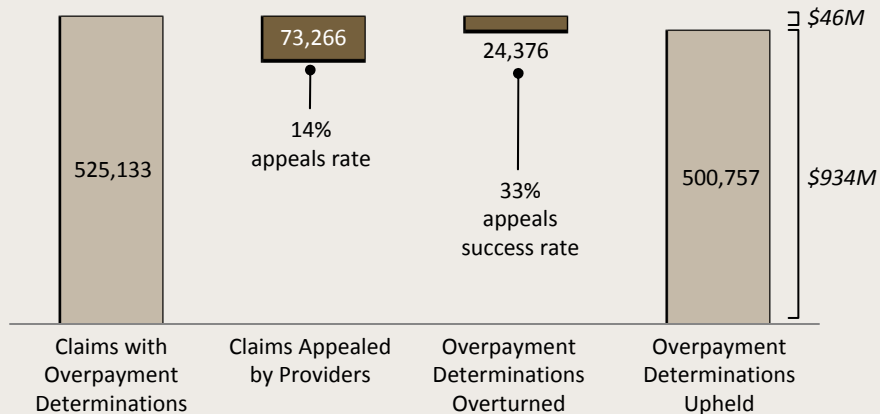 $46M
73,266
24,376
14%
appeals rate
525,133
33%
appeals
success rate
500,757
$934M
Claims with
Overpayment
Determinations
Claims Appealed
by Providers
Overpayment
Determinations
Overturned
Overpayment
Determinations
Upheld